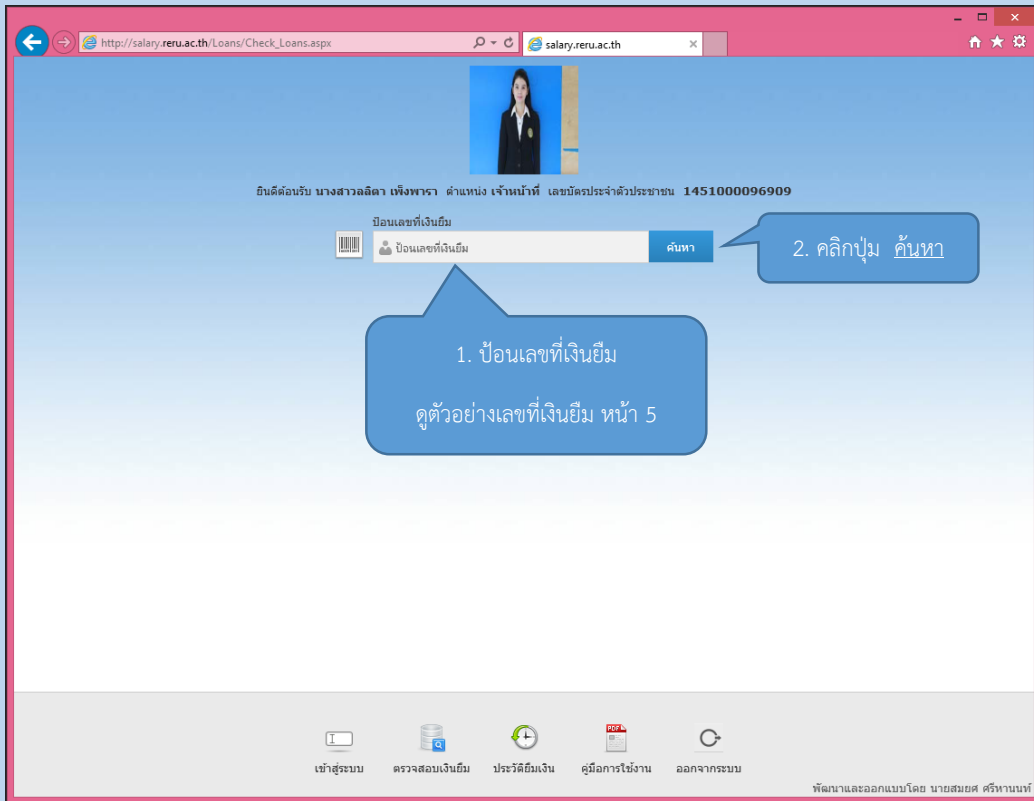 http://salary.reru.ac.th/Loans/Check_Loans.aspx
salary.reru.ac.th
ยินดีต้อนรับ นางสาวลลิตา เพ็งพารา ตำแหน่ง เจ้าหน้าที่ เลขบัตรประจำตัวประชาชน 1451000096909
ป้อนเลขที่เงินยืม
ป้อนเลขที่เงินยืม
ค้นหา
2. คลิกปุ่ม ค้นหา
1. ป้อนเลขที่เงินยืม
ดูตัวอย่างเลขที่เงินยืม หน้า 5
เข้าสู่ระบบ ตรวจสอบเงินยืม ประวัติยืมเงิน คู่มือการใช้งาน ออกจากระบบ
พัฒนาและออกแบบโดย นายสมยศ ศรีหานนท์